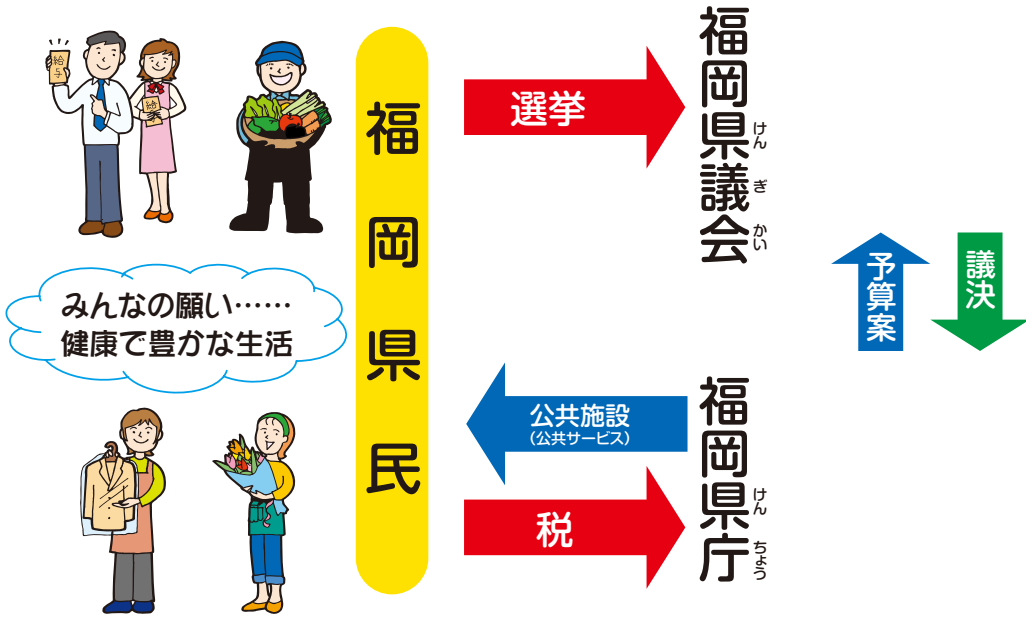 給与
給
福岡県民
みんなの願い……
健康で豊かな生活
選挙
福岡県議会
けん
ぎ
かい
予算案
議決
公共施設
(公共サービス)
税
福岡県庁
けん
ちょう